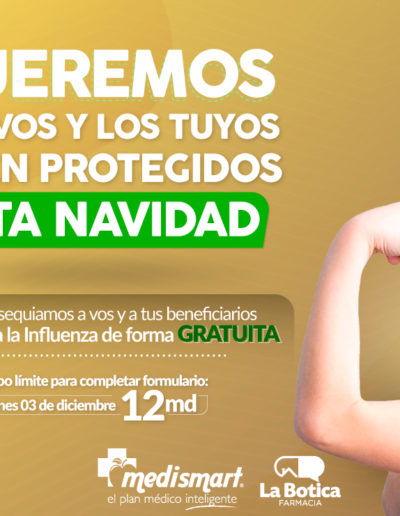 UEREMOS
VOS Y LOS TUYOS
N PROTEGIDOS
TA NAVIDAD
sequiamos a vos y a tus beneficiarios
a la Influenza de forma GRATUITA
po límite para completar formulario:
nes 03 de diciembre 12md
medismart®
el plan médico inteligente
La Botica
FARMACIA